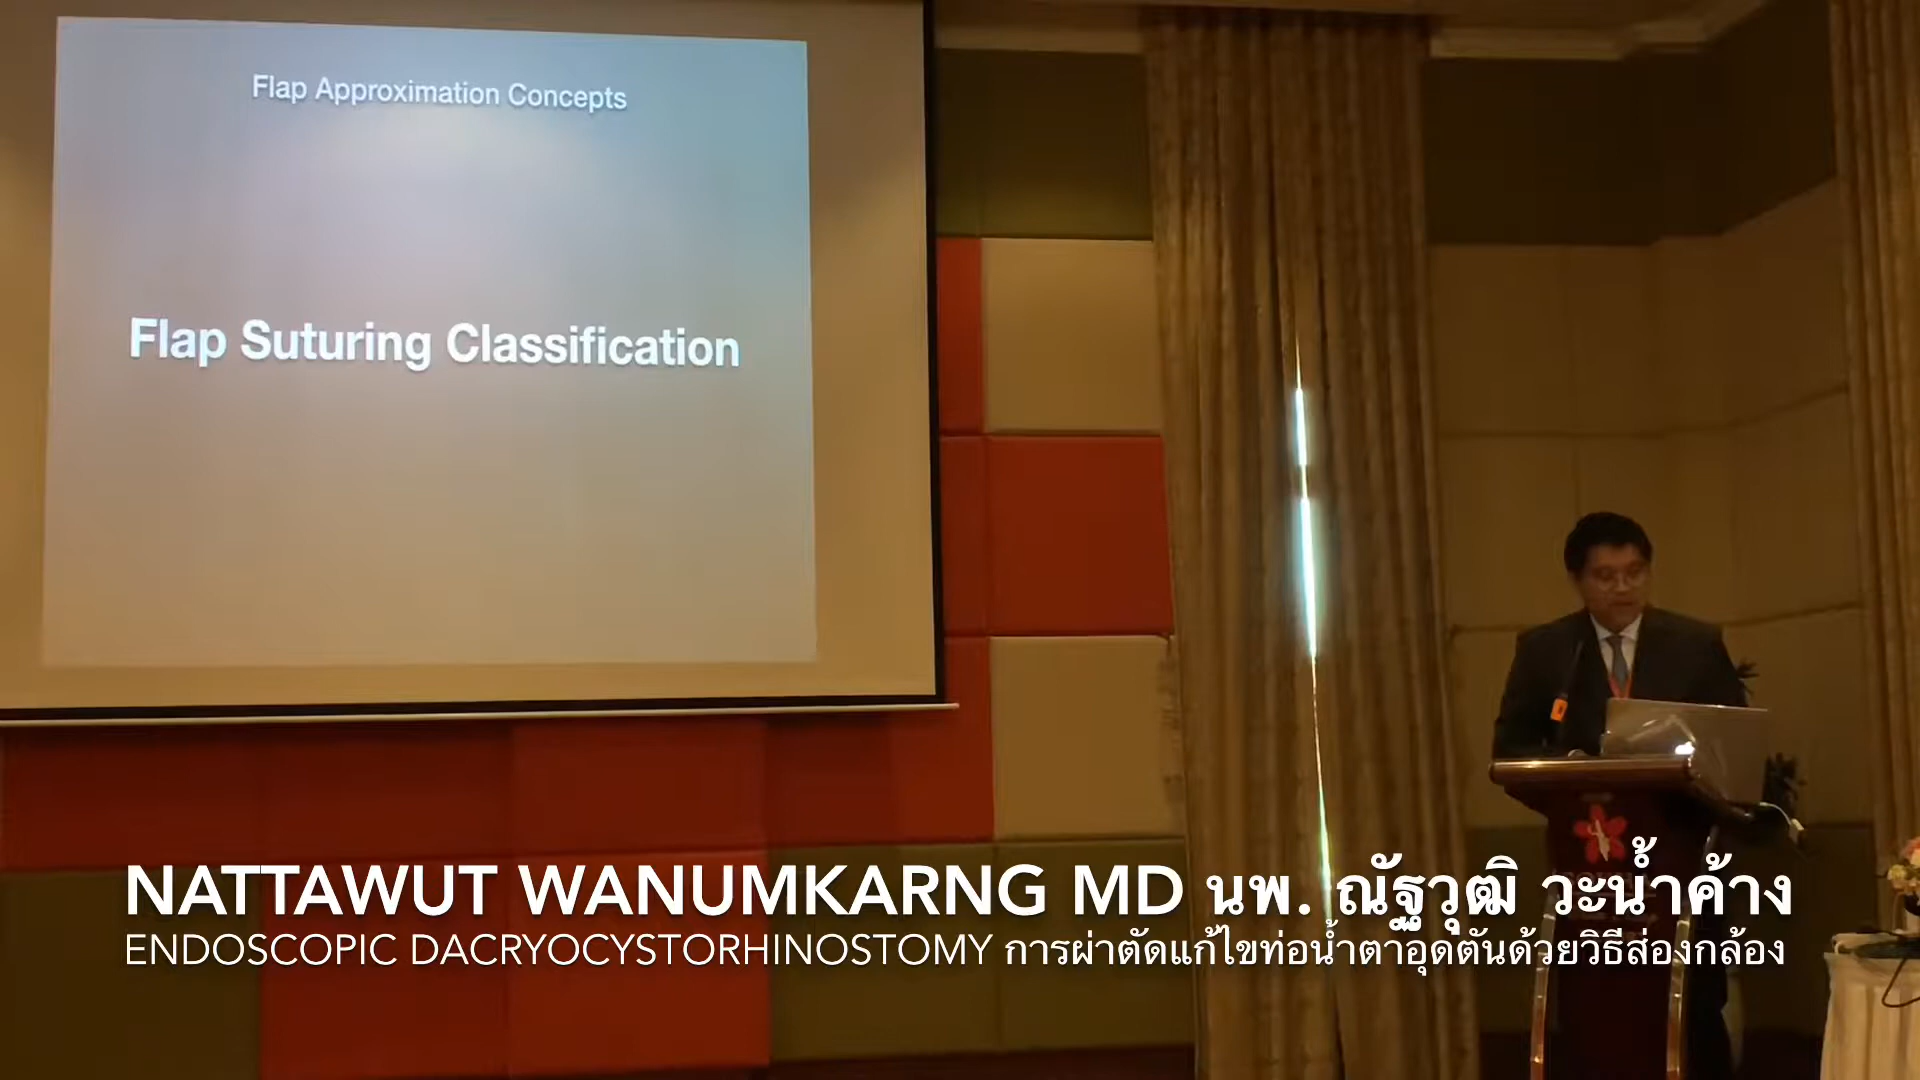 Flap Approximation Concepts
Flap Suturing Classification
NATTAWUT WANUMKARNG MD นพ. ณัฐวุฒิ วะน้ำค้าง
ENDOSCOPIC DACRYOCYSTORHINOSTOMY การผ่าตัดแก้ไขท่อน้ำตาอุดตันด้วยวิธีส่องกล้อง